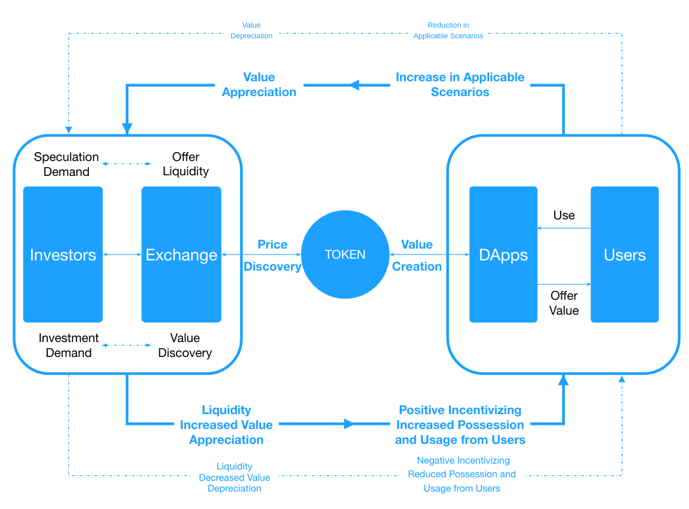 Value
Depreciation
Reduction in
Applicable Scenarios
Value
Appreciation
Increase in Applicable
Scenarios
Speculation
Demand
Offer
Liquidity
Investors
Exchange
Price
Discovery
TOKEN
Value
Creation
DApps
Use
Offer
Value
Users
Investment
Demand
Value
Discovery
Liquidity
Increased Value
Appreciation
Positive Incentivizing
Increased Possession
and Usage from Users
Liquidity
Decreased Value
Depreciation
Negative Incentivizing
Reduced Possession and
Usage from Users